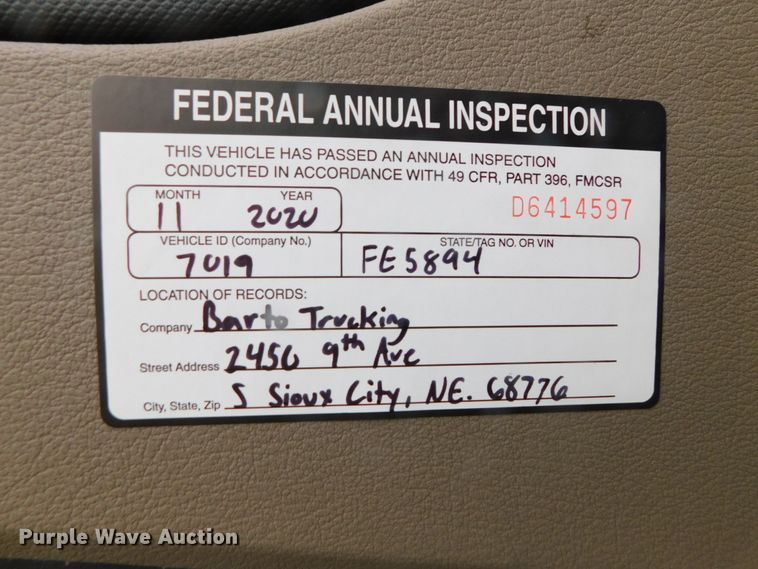 FEDERAL ANNUAL INSPECTION
THIS VEHICLE HAS PASSED AN ANNUAL INSPECTION
CONDUCTED IN ACCORDANCE WITH 49 CFR, PART 396, FMCSR
MONTH YEAR
11 2020 D6414597
VEHICLE ID (Company No.) STATE/TAG NO. OR VIN
7019 FE5894
LOCATION OF RECORDS:
Company Barto Trucking
Street Address 2450 9th Ave
City, State, Zip S Sioux City, NE. 68776
Purple Wave Auction